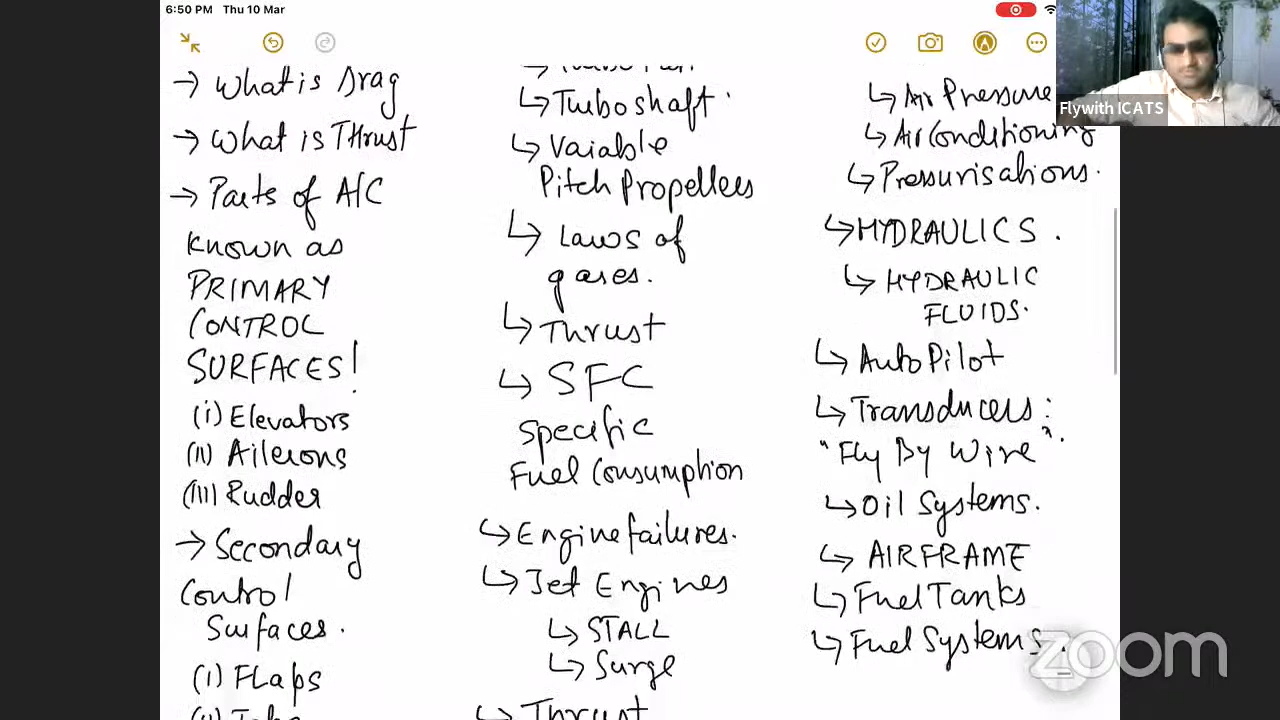 6:50 PM Thu 10 Mar
→ What is Drag
→ What is Thrust
→ Parts of A/C
Known as
PRIMARY
CONTROL
SURFACES!
(i) Elevators
(ii) Ailerons
(iii) Rudder
→ Secondary
Control
Surfaces.
(i) Flaps
↳ Turboshaft.
↳ Vaiable
Pitch Propellers
↳ Laws of
gases.
↳ Thrust
↳ SFC
Specific
Fuel Consumption
↳ Engine failures.
↳ Jet Engines
↳ STALL
↳ Surge
↳ Thrust
↳ Air Pressure
↳ Air Conditioning
↳ Pressurisations.
↳ HYDRAULICS.
↳ HYDRAULIC
FLUIDS.
↳ AutoPilot
↳ Transducers:
"Fly By Wire".
↳ Oil Systems.
↳ AIRFRAME
↳ Fuel Tanks
↳ Fuel Systems.
Flywith ICATS
zoom